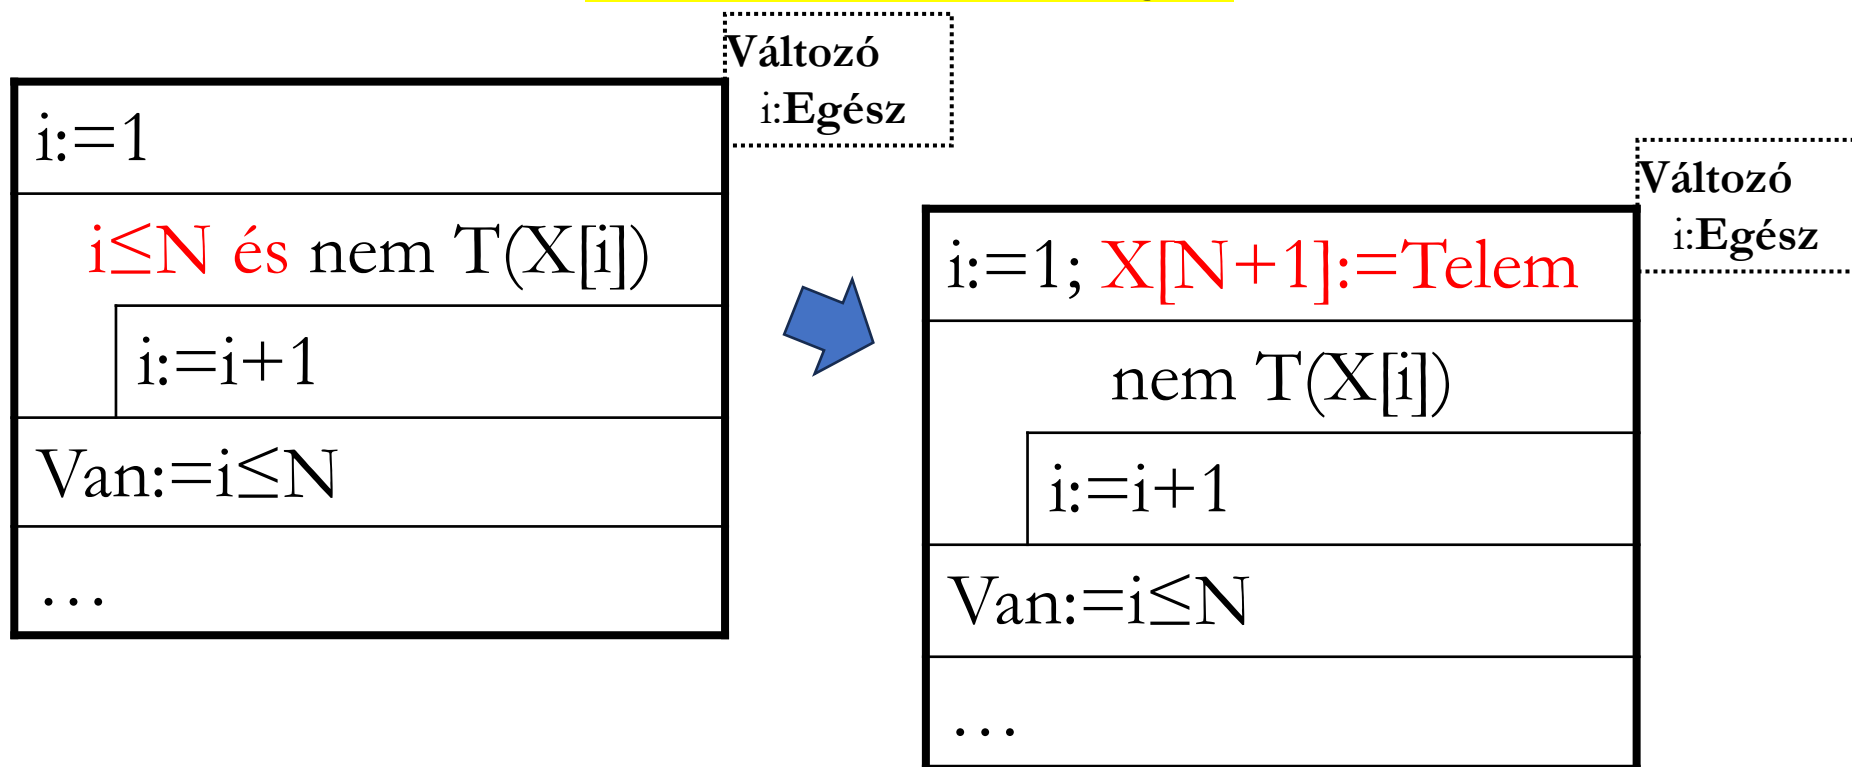 Változó
i:Egész
i:=1
i≤N és nem T(X[i])
i:=i+1
Van:=i≤N
…
Változó
i:Egész
i:=1; X[N+1]:=Telem
nem T(X[i])
i:=i+1
Van:=i≤N
…